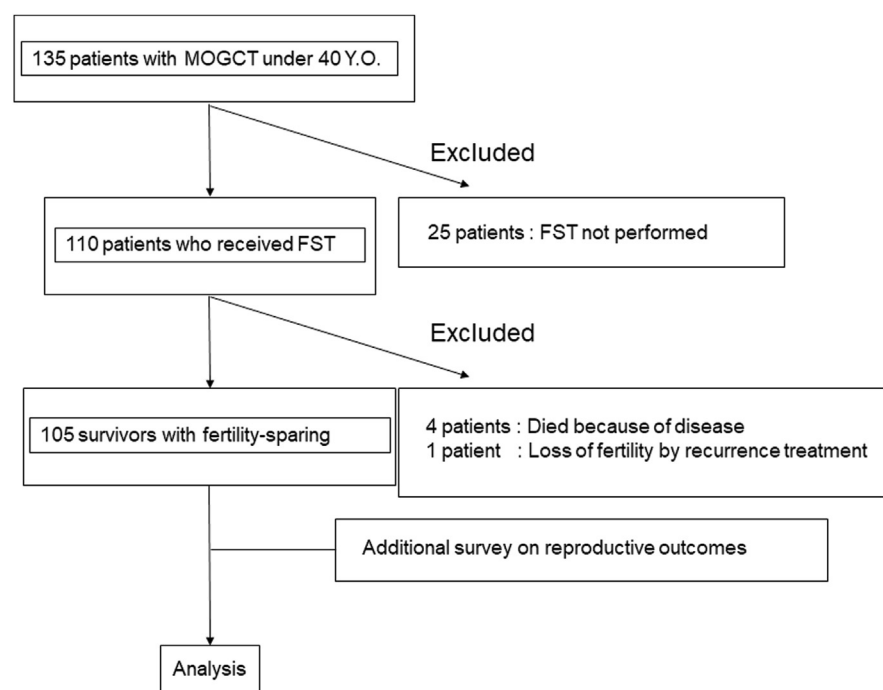 135 patients with MOGCT under 40 Y.O.
Excluded
110 patients who received FST
25 patients : FST not performed
Excluded
105 survivors with fertility-sparing
4 patients : Died because of disease
1 patient : Loss of fertility by recurrence treatment
Additional survey on reproductive outcomes
Analysis